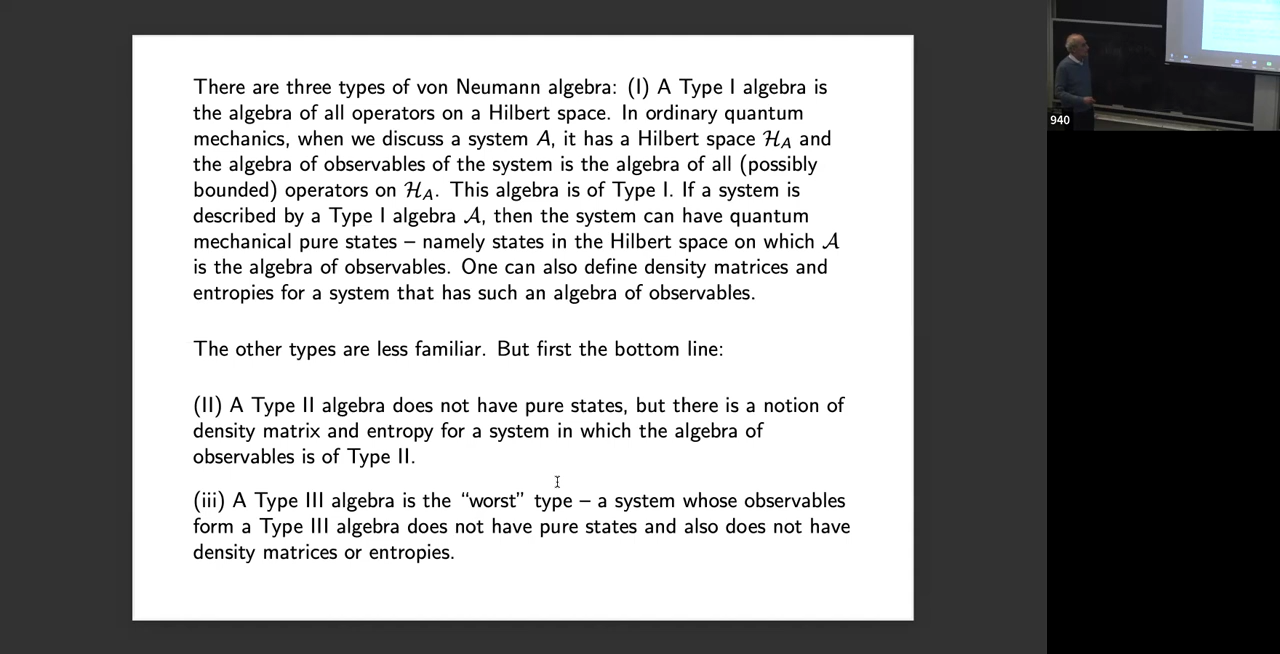 There are three types of von Neumann algebra: (I) A Type I algebra is
the algebra of all operators on a Hilbert space. In ordinary quantum
mechanics, when we discuss a system A, it has a Hilbert space ℋ_A and
the algebra of observables of the system is the algebra of all (possibly
bounded) operators on ℋ_A. This algebra is of Type I. If a system is
described by a Type I algebra 𝒜, then the system can have quantum
mechanical pure states – namely states in the Hilbert space on which 𝒜
is the algebra of observables. One can also define density matrices and
entropies for a system that has such an algebra of observables.
The other types are less familiar. But first the bottom line:
(II) A Type II algebra does not have pure states, but there is a notion of
density matrix and entropy for a system in which the algebra of
observables is of Type II.
(iii) A Type III algebra is the “worst” type – a system whose observables
form a Type III algebra does not have pure states and also does not have
density matrices or entropies.
940